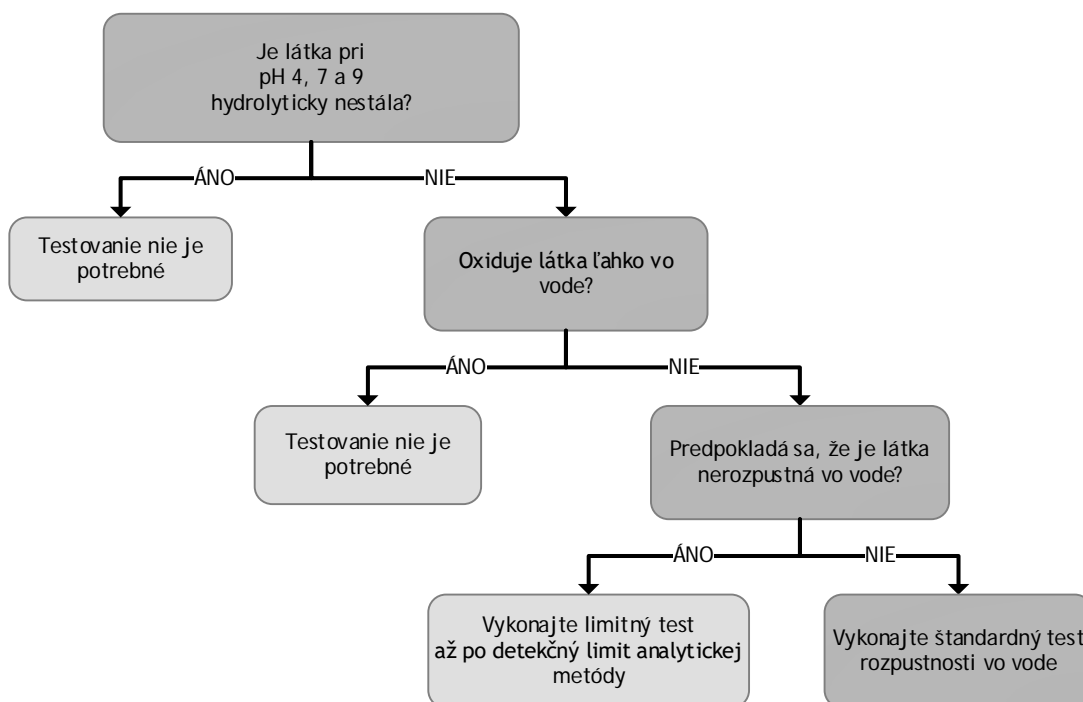 Je látka pri
pH 4, 7 a 9
hydrolyticky nestála?
ÁNO
NIE
Testovanie nie je
potrebné
Oxiduje látka ľahko vo
vode?
ÁNO
NIE
Testovanie nie je
potrebné
Predpokladá sa, že je látka
nerozpustná vo vode?
ÁNO
NIE
Vykonajte limitný test
až po detekčný limit analytickej
metódy
Vykonajte štandardný test
rozpustnosti vo vode